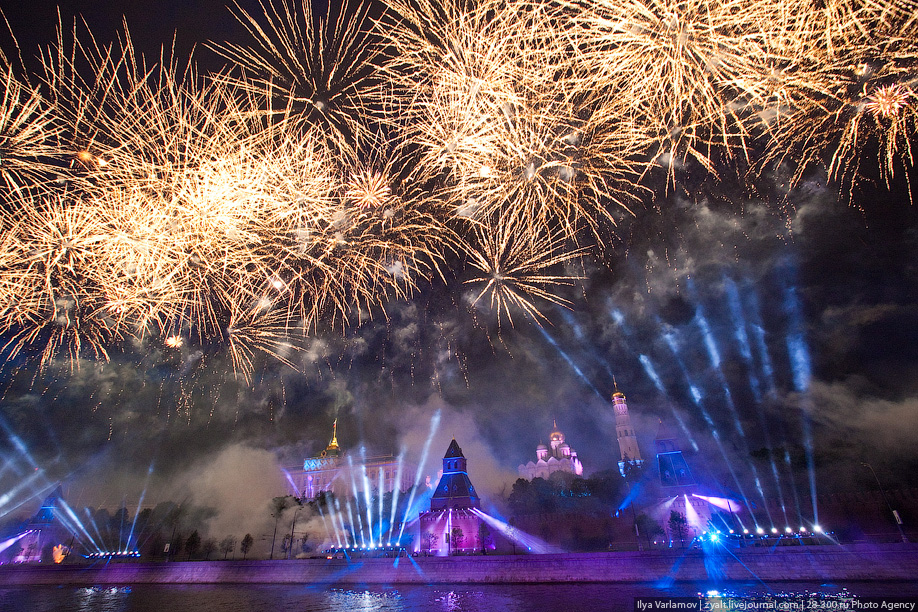 Ilya Varlamov | zyalt.livejournal.com | 28-300.ru Photo Agency